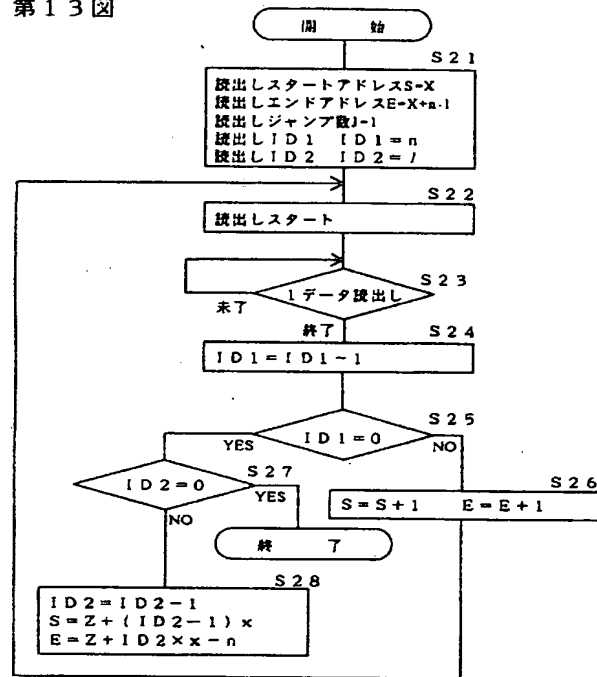 第13図
開 始
S21
読出しスタートアドレスS=X
読出しエンドアドレスE=X+n-1
読出しジャンプ数J=1
読出しID1 ID1=n
読出しID2 ID2=l
S22
読出しスタート
S23
1データ読出し
未了
終了
S24
ID1=ID1-1
S25
ID1=0
YES
NO
S27
ID2=0
YES
NO
S26
S=S+1 E=E+1
終 了
S28
ID2=ID2-1
S=Z+(ID2-1)x
E=Z+ID2×x-n